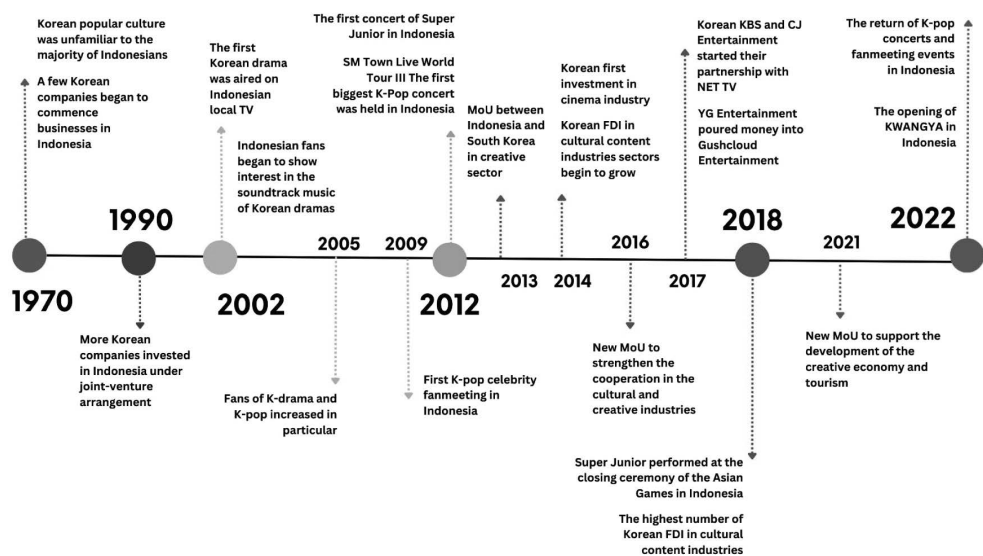 Korean popular culture
was unfamiliar to the
majority of Indonesians
A few Korean
companies began to
commence
businesses in
Indonesia
1970
1990
More Korean
companies invested
in Indonesia under
joint-venture
arrangement
The first
Korean drama
was aired on
Indonesian
local TV
Indonesian fans
began to show
interest in the
soundtrack music
of Korean dramas
2002
2005
Fans of K-drama and
K-pop increased in
particular
2009
First K-pop celebrity
fanmeeting in
Indonesia
The first concert of Super
Junior in Indonesia
SM Town Live World
Tour III The first
biggest K-Pop concert
was held in Indonesia
2012
MoU between
Indonesia and
South Korea
in creative
sector
2013
Korean first
investment in
cinema industry
Korean FDI in
cultural content
industries sectors
begin to grow
2014
2016
New MoU to
strengthen the
cooperation in the
cultural and
creative industries
Korean KBS and CJ
Entertainment
started their
partnership with
NET TV
YG Entertainment
poured money into
Gushcloud
Entertainment
2017
2018
Super Junior performed at the
closing ceremony of the Asian
Games in Indonesia
The highest number of
Korean FDI in cultural
content industries
2021
New MoU to support the
development of the
creative economy and
tourism
The return of K-pop
concerts and
fanmeeting events
in Indonesia
The opening of
KWANGYA in
Indonesia
2022